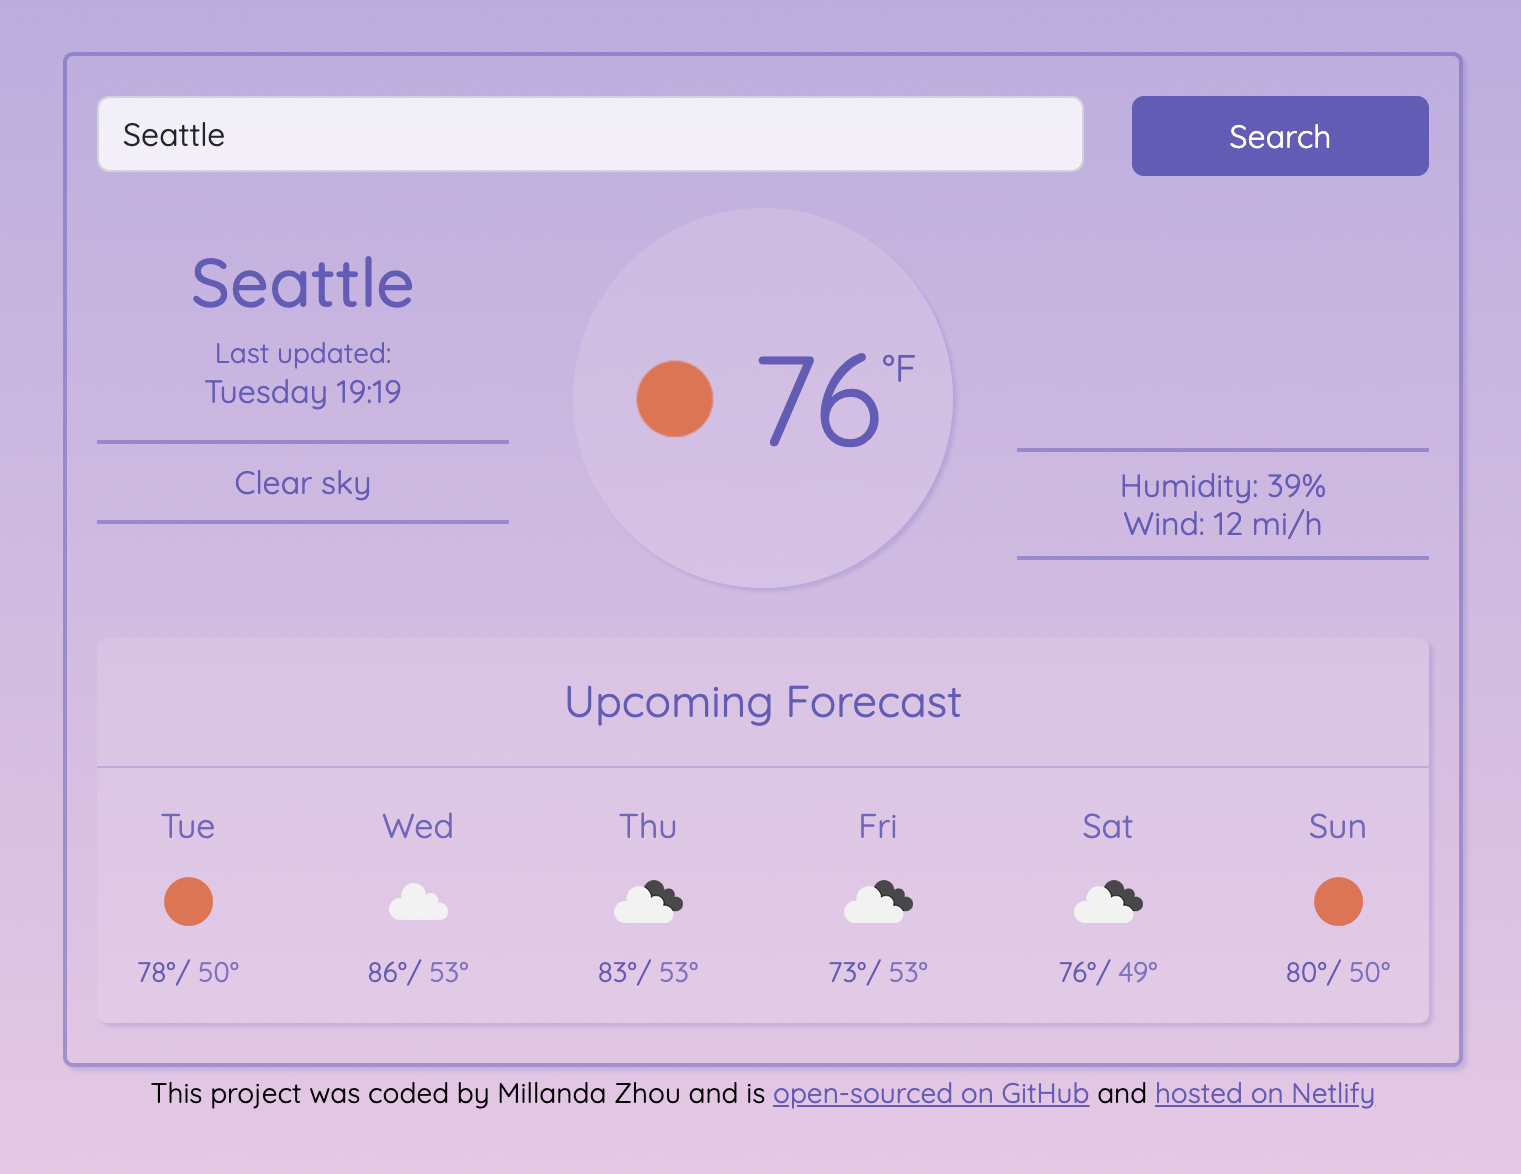 Seattle
Search
Seattle
Last updated:
Tuesday 19:19
Clear sky
76 °F
Humidity: 39%
Wind: 12 mi/h
Upcoming Forecast
Tue Wed Thu Fri Sat Sun
78°/ 50° 86°/ 53° 83°/ 53° 73°/ 53° 76°/ 49° 80°/ 50°
This project was coded by Millanda Zhou and is open-sourced on GitHub and hosted on Netlify